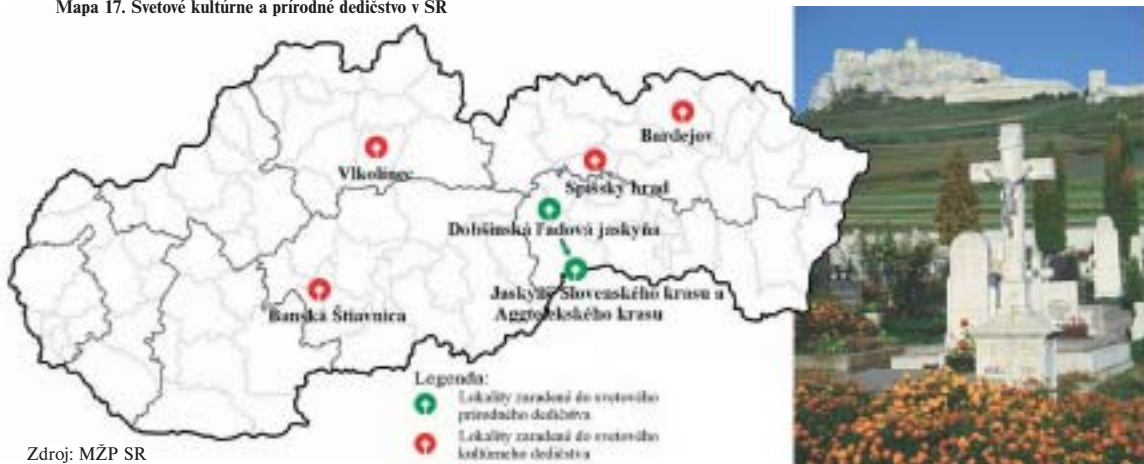 Mapa 17. Svetové kultúrne a prírodné dedičstvo v SR
Bardejov
Vlkolínec
Spišský hrad
Dobšinská ľadová jaskyňa
Jaskyne Slovenského krasu a
Aggtelekského krasu
Banská Štiavnica
Legenda:
Lokality zaradené do svetového
prírodného dedičstva
Lokality zaradené do svetového
kultúrneho dedičstva
Zdroj: MŽP SR